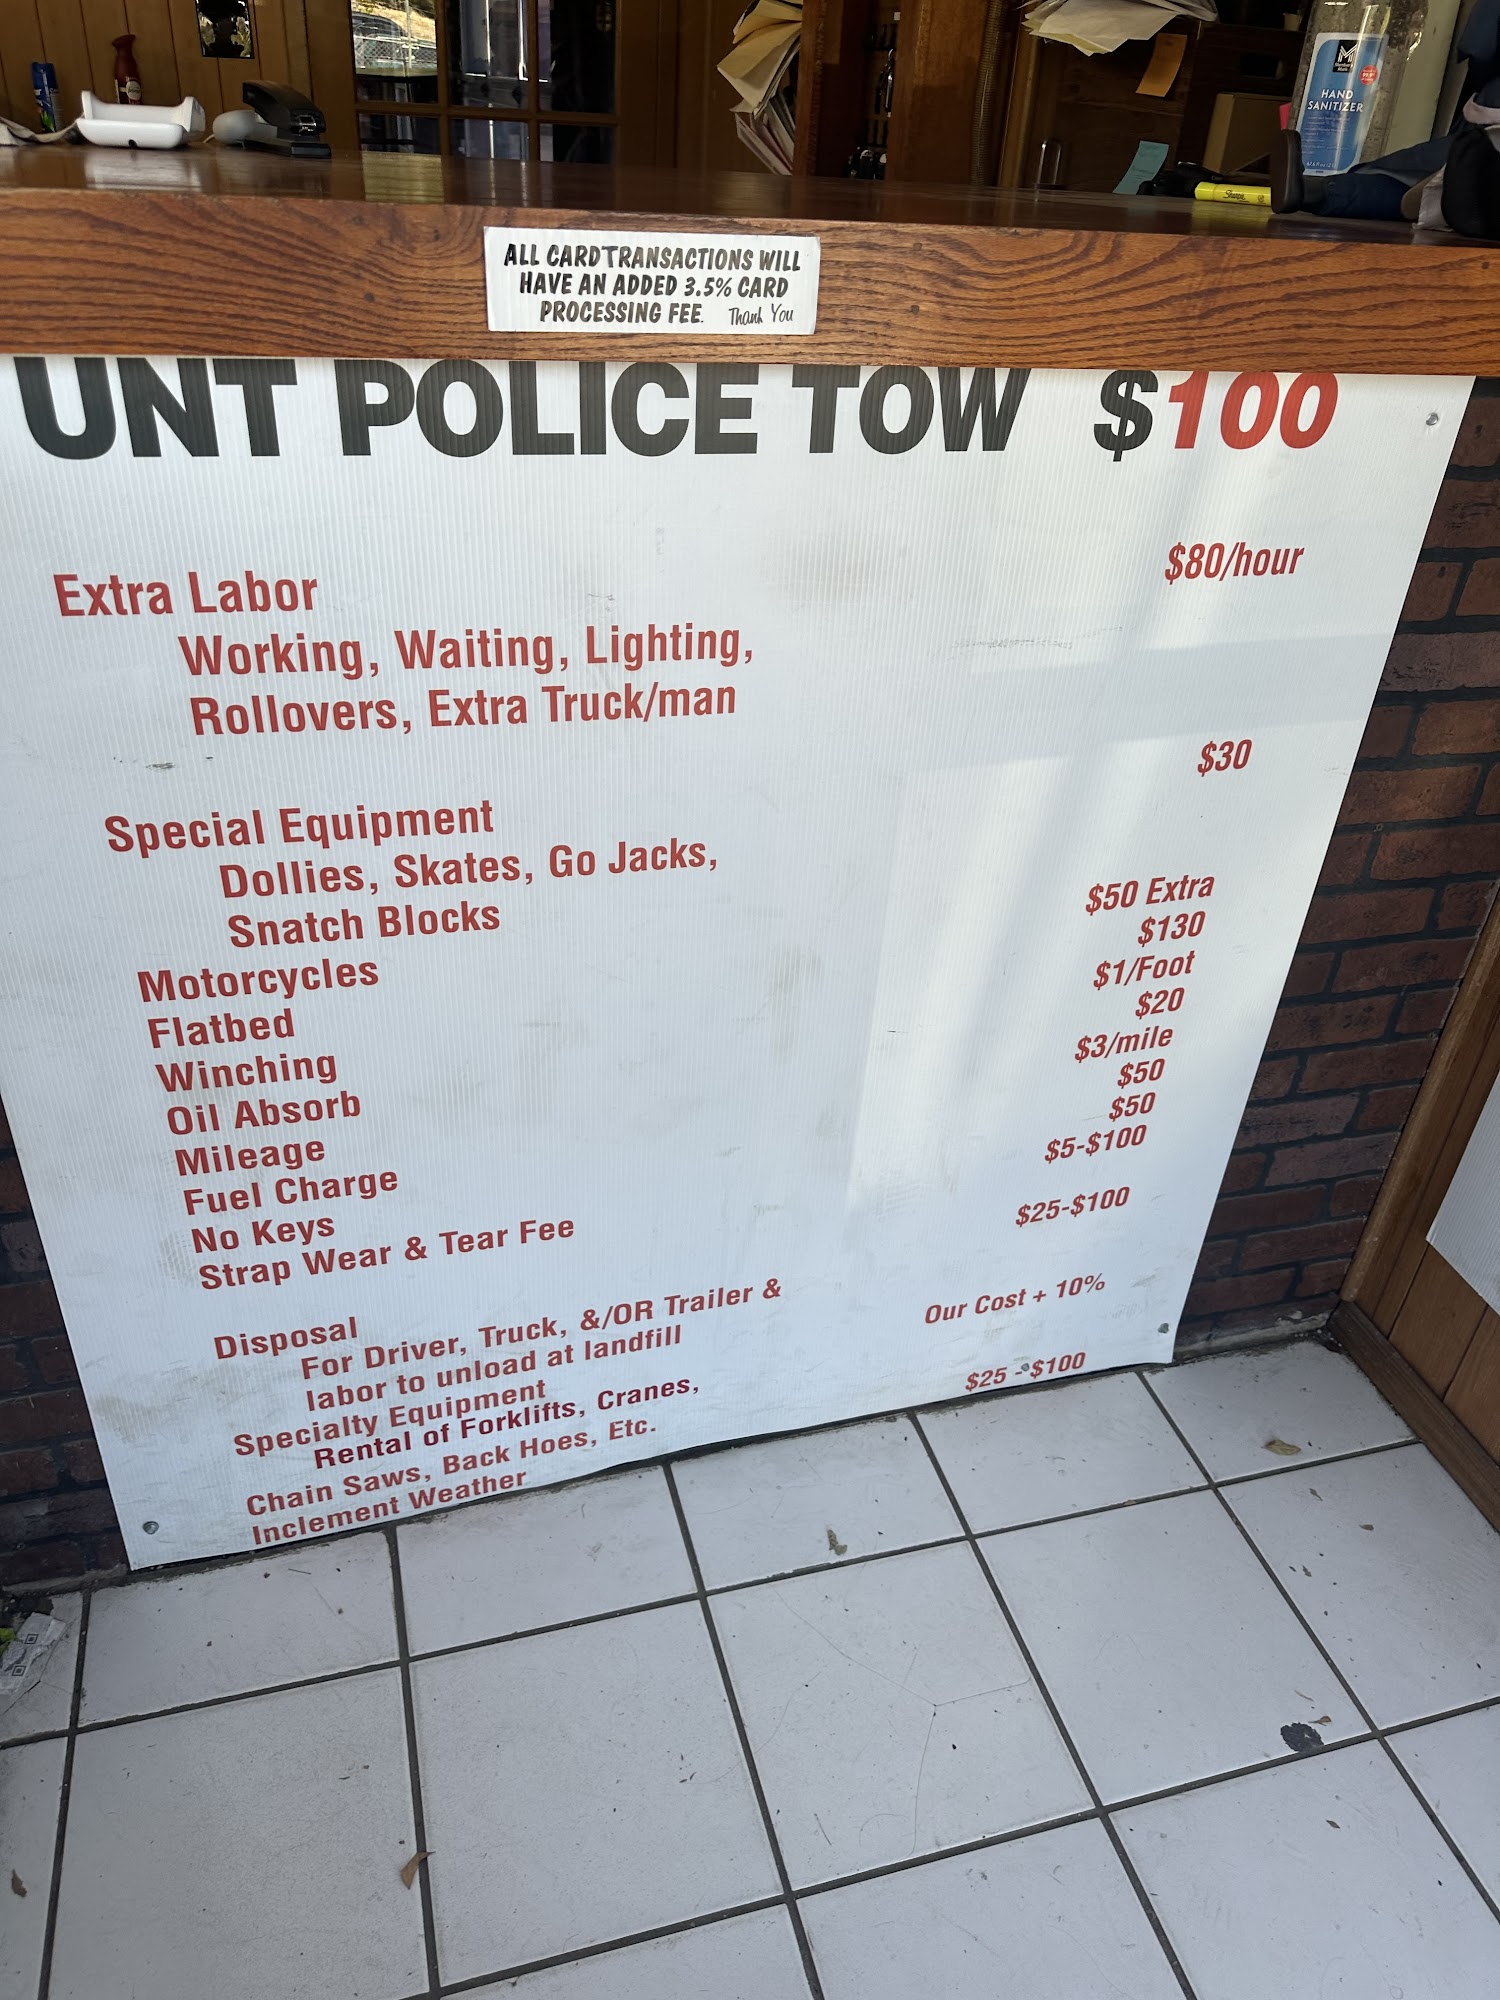 HAND
SANITIZER
Sharpie
ALL CARD TRANSACTIONS WILL
HAVE AN ADDED 3.5% CARD
PROCESSING FEE. Thank You
UNT POLICE TOW $100
Extra Labor $80/hour
Working, Waiting, Lighting,
Rollovers, Extra Truck/man
Special Equipment $30
Dollies, Skates, Go Jacks,
Snatch Blocks
Motorcycles $50 Extra
Flatbed $130
Winching $1/Foot
Oil Absorb $20
Mileage $3/mile
Fuel Charge $50
No Keys $50
Strap Wear & Tear Fee $5-$100
Disposal $25-$100
For Driver, Truck, &/OR Trailer &
labor to unload at landfill
Specialty Equipment Our Cost + 10%
Rental of Forklifts, Cranes,
Chain Saws, Back Hoes, Etc.
Inclement Weather $25 - $100